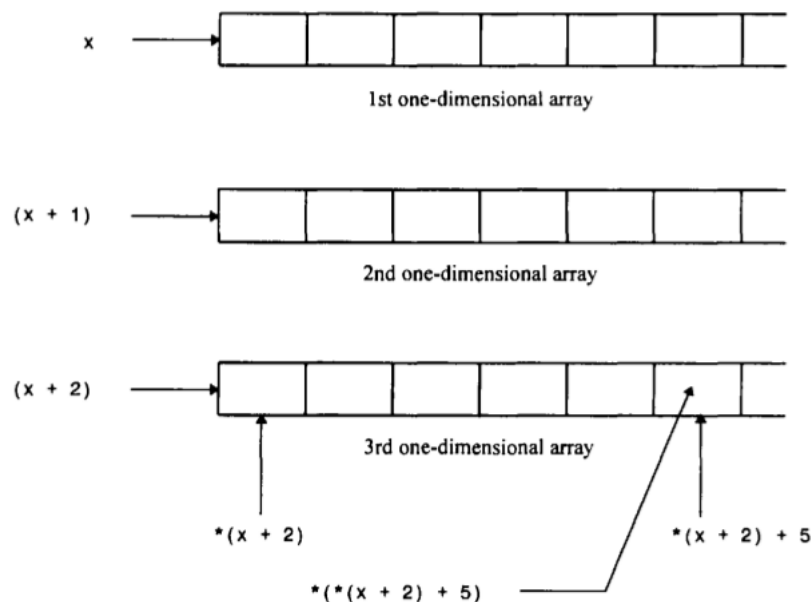 x
1st one-dimensional array
(x + 1)
2nd one-dimensional array
(x + 2)
3rd one-dimensional array
*(x + 2)
*(x + 2) + 5
*(*(x + 2) + 5)